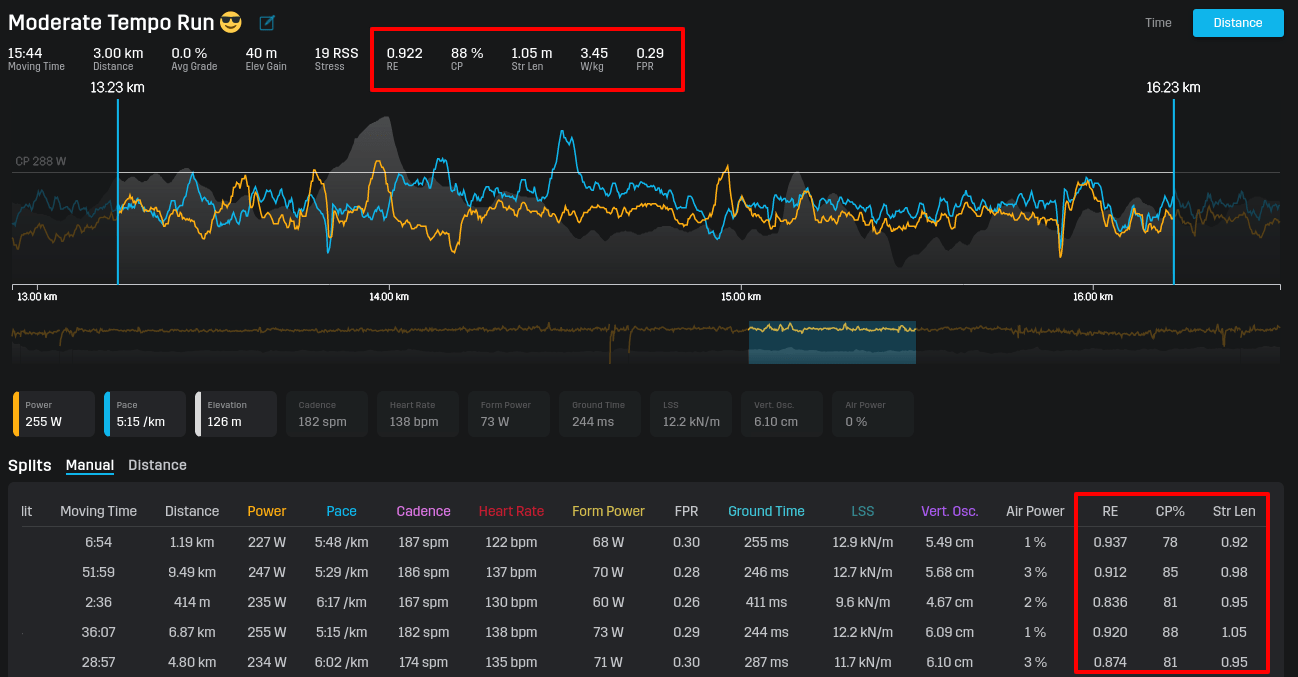 Moderate Tempo Run 😎
Time Distance
15:44 3.00 km 0.0 % 40 m 19 RSS 0.922 88 % 1.05 m 3.45 0.29
Moving Time Distance Avg Grade Elev Gain Stress RE CP Str Len W/kg FPR
13.23 km 16.23 km
CP 288 W
13.00 km 14.00 km 15.00 km 16.00 km
Power Pace Elevation Cadence Heart Rate Form Power Ground Time LSS Vert. Osc. Air Power
255 W 5:15 /km 126 m 182 spm 138 bpm 73 W 244 ms 12.2 kN/m 6.10 cm 0 %
Splits Manual Distance
lit Moving Time Distance Power Pace Cadence Heart Rate Form Power FPR Ground Time LSS Vert. Osc. Air Power RE CP% Str Len
6:54 1.19 km 227 W 5:48 /km 187 spm 122 bpm 68 W 0.30 255 ms 12.9 kN/m 5.49 cm 1 % 0.937 78 0.92
51:59 9.49 km 247 W 5:29 /km 186 spm 137 bpm 70 W 0.28 246 ms 12.7 kN/m 5.68 cm 3 % 0.912 85 0.98
2:36 414 m 235 W 6:17 /km 167 spm 130 bpm 60 W 0.26 411 ms 9.6 kN/m 4.67 cm 2 % 0.836 81 0.95
36:07 6.87 km 255 W 5:15 /km 182 spm 138 bpm 73 W 0.29 244 ms 12.2 kN/m 6.09 cm 1 % 0.920 88 1.05
28:57 4.80 km 234 W 6:02 /km 174 spm 135 bpm 71 W 0.30 287 ms 11.7 kN/m 6.10 cm 3 % 0.874 81 0.95